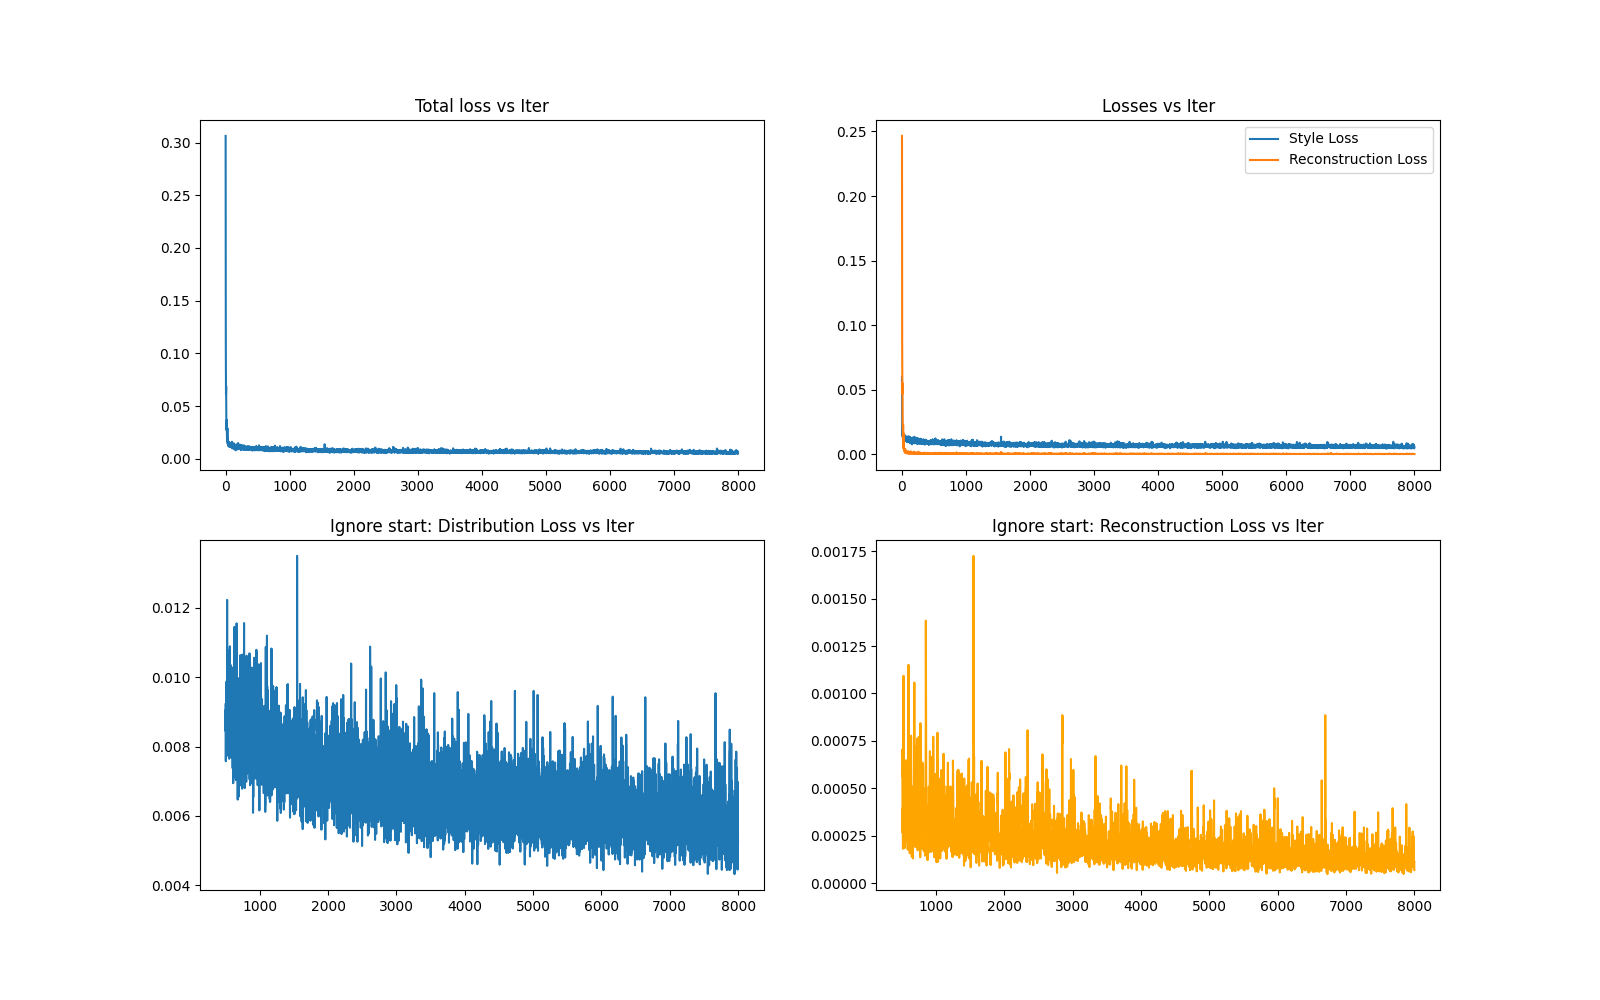 Total loss vs Iter
0.30
0.25
0.20
0.15
0.10
0.05
0.00
0 1000 2000 3000 4000 5000 6000 7000 8000
Losses vs Iter
Style Loss
Reconstruction Loss
0.25
0.20
0.15
0.10
0.05
0.00
0 1000 2000 3000 4000 5000 6000 7000 8000
Ignore start: Distribution Loss vs Iter
0.012
0.010
0.008
0.006
0.004
1000 2000 3000 4000 5000 6000 7000 8000
Ignore start: Reconstruction Loss vs Iter
0.00175
0.00150
0.00125
0.00100
0.00075
0.00050
0.00025
0.00000
1000 2000 3000 4000 5000 6000 7000 8000